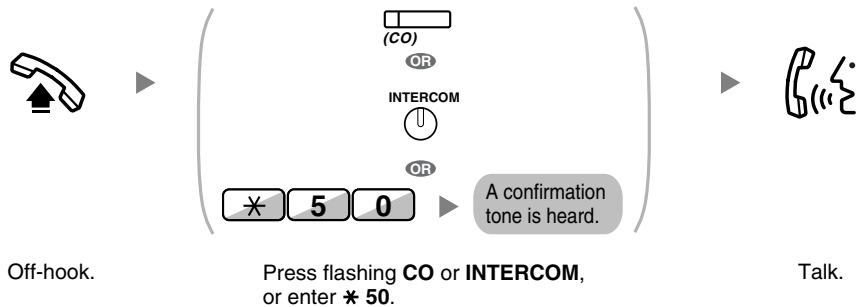 (CO)
OR
INTERCOM
OR
* 5 0
A confirmation
tone is heard.
Off-hook.
Press flashing CO or INTERCOM,
or enter * 50.
Talk.